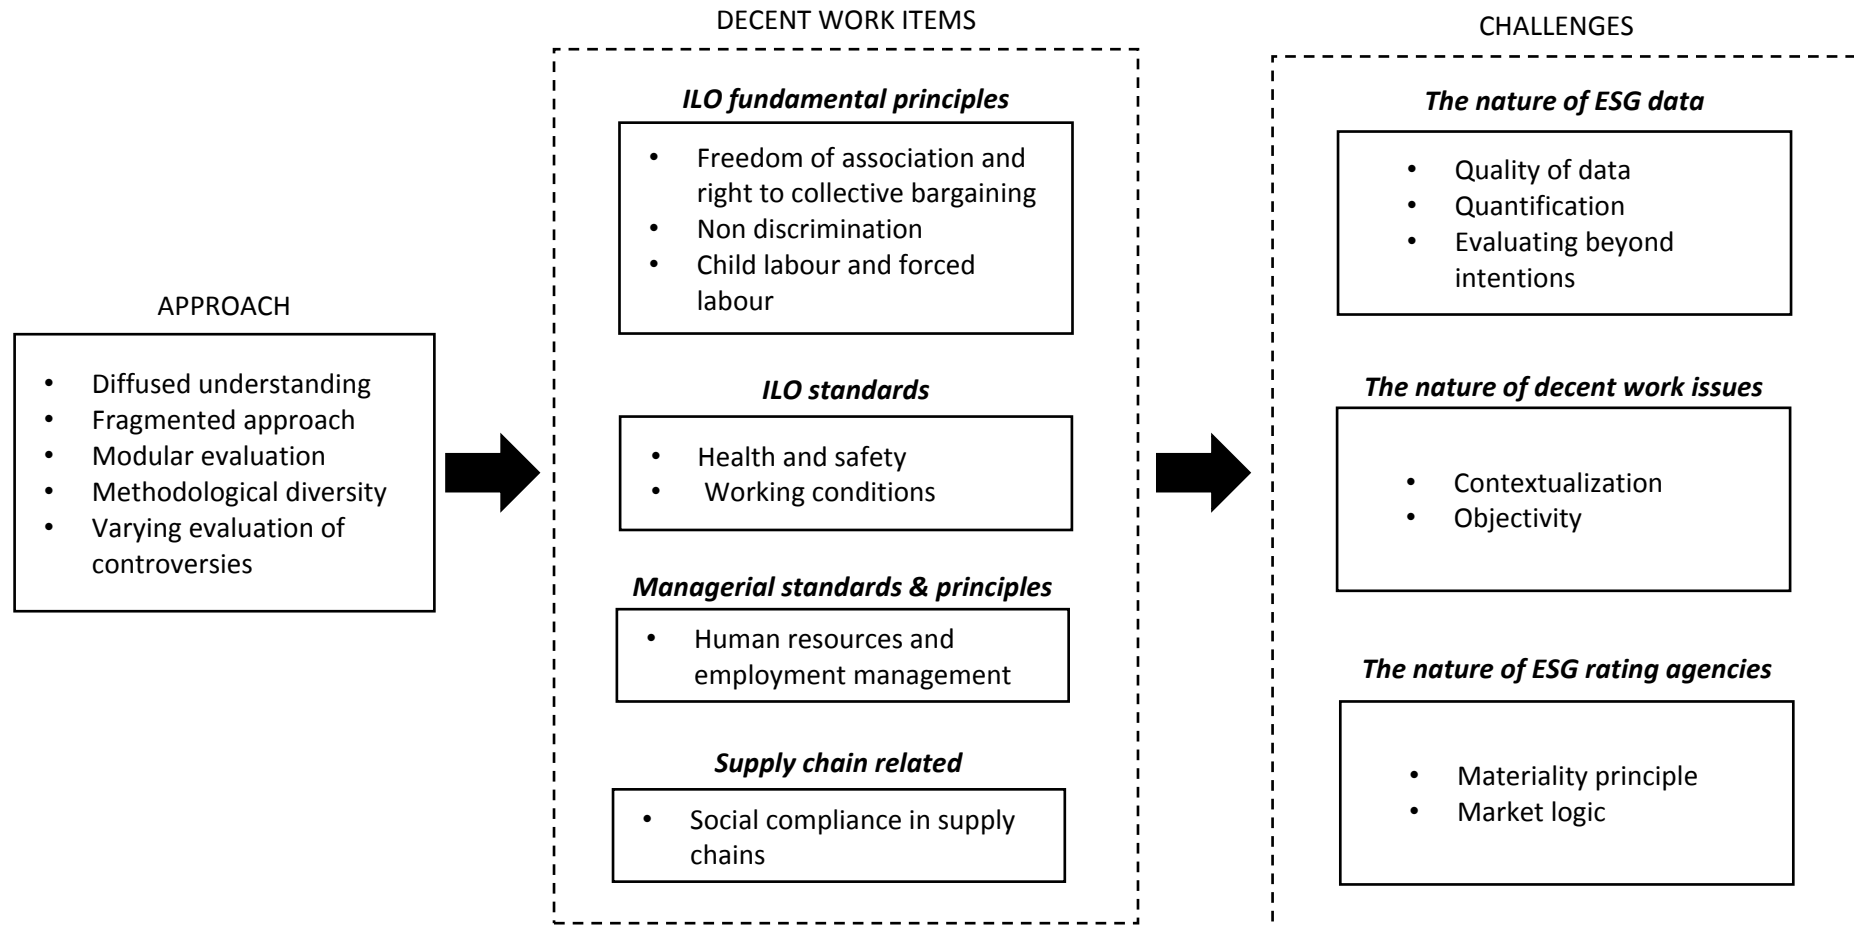 APPROACH
• Diffused understanding
• Fragmented approach
• Modular evaluation
• Methodological diversity
• Varying evaluation of
controversies
DECENT WORK ITEMS
ILO fundamental principles
• Freedom of association and
right to collective bargaining
• Non discrimination
• Child labour and forced
labour
ILO standards
• Health and safety
• Working conditions
Managerial standards & principles
• Human resources and
employment management
Supply chain related
• Social compliance in supply
chains
CHALLENGES
The nature of ESG data
• Quality of data
• Quantification
• Evaluating beyond
intentions
The nature of decent work issues
• Contextualization
• Objectivity
The nature of ESG rating agencies
• Materiality principle
• Market logic